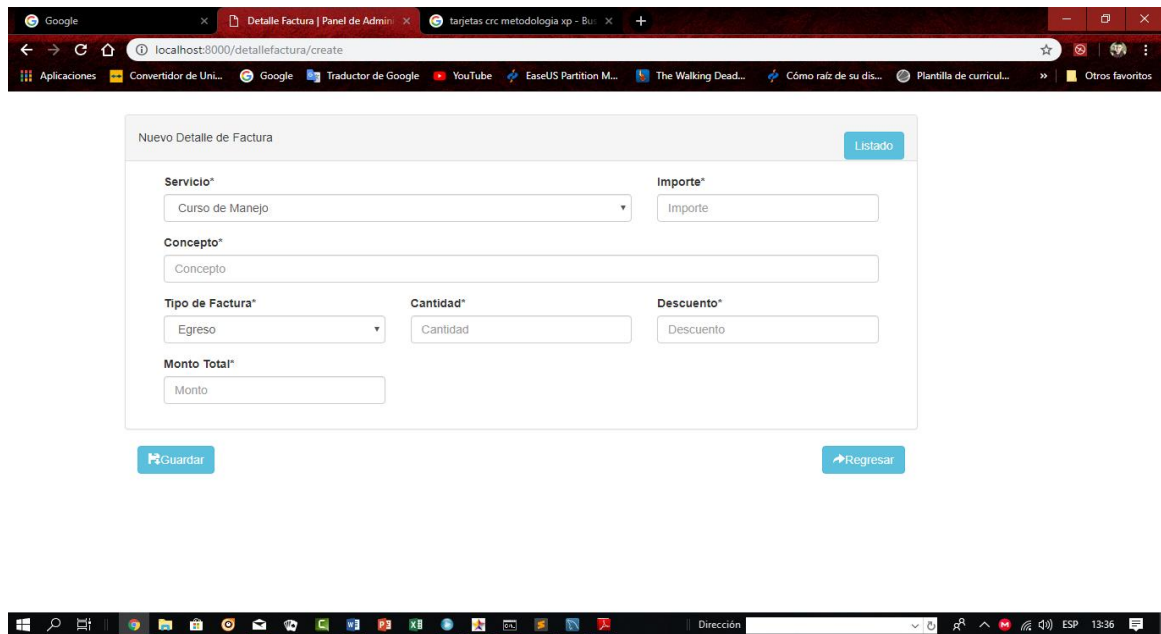 Google
Detalle Factura | Panel de Admini
tarjetas crc metodologia xp - Bus
localhost:8000/detallefactura/create
Aplicaciones
Convertidor de Uni...
Google
Traductor de Google
YouTube
EaseUS Partition M...
The Walking Dead...
Cómo raíz de su dis...
Plantilla de curricul...
Otros favoritos
Nuevo Detalle de Factura
Listado
Servicio*
Importe*
Curso de Manejo
Importe
Concepto*
Concepto
Tipo de Factura*
Cantidad*
Descuento*
Egreso
Cantidad
Descuento
Monto Total*
Monto
Guardar
Regresar
Dirección
ESP
13:36